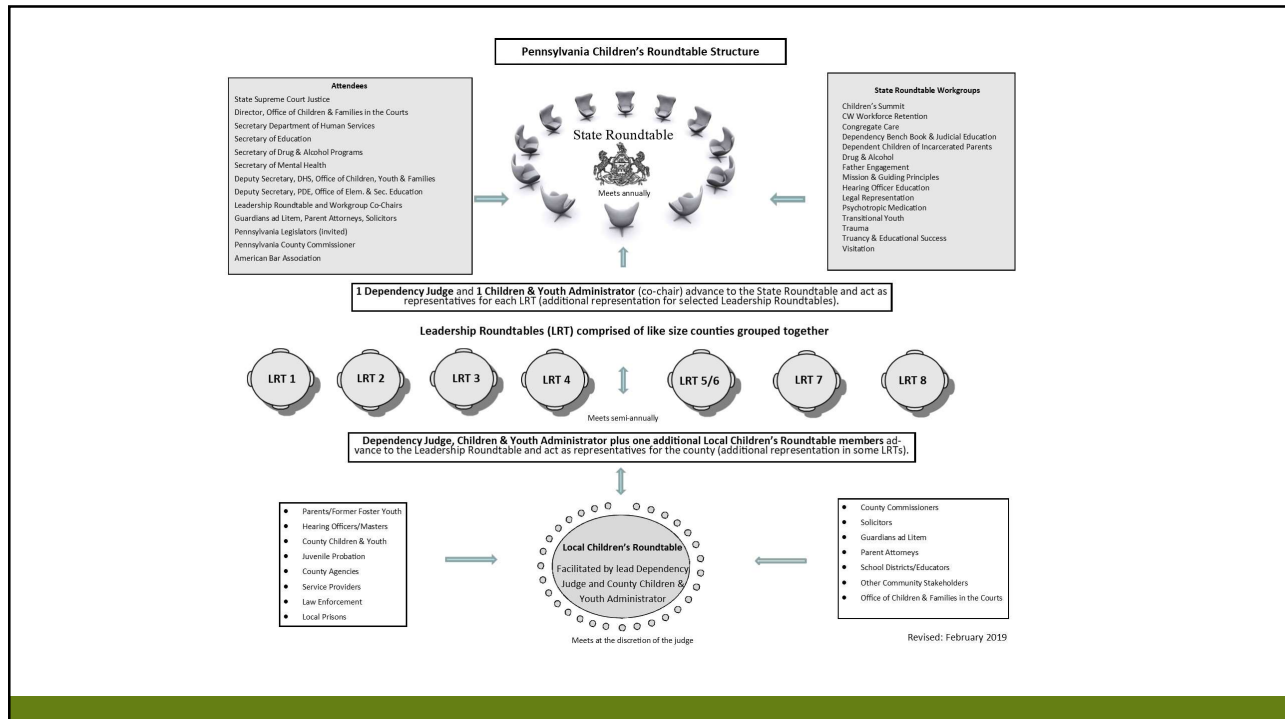 Pennsylvania Children's Roundtable Structure
Attendees
State Supreme Court Justice
Director, Office of Children & Families in the Courts
Secretary Department of Human Services
Secretary of Education
Secretary of Drug & Alcohol Programs
Secretary of Mental Health
Deputy Secretary, DHS, Office of Children, Youth & Families
Deputy Secretary, PDE, Office of Elem. & Sec. Education
Leadership Roundtable and Workgroup Co-Chairs
Guardians ad Litem, Parent Attorneys, Solicitors
Pennsylvania Legislators (invited)
Pennsylvania County Commissioner
American Bar Association
State Roundtable
Meets annually
State Roundtable Workgroups
Children's Summit
CW Workforce Retention
Congregate Care
Dependency Bench Book & Judicial Education
Dependent Children of Incarcerated Parents
Drug & Alcohol
Father Engagement
Mission & Guiding Principles
Hearing Officer Education
Legal Representation
Psychotropic Medication
Transitional Youth
Trauma
Truancy & Educational Success
Visitation
1 Dependency Judge and 1 Children & Youth Administrator (co-chair) advance to the State Roundtable and act as
representatives for each LRT (additional representation for selected Leadership Roundtables).
Leadership Roundtables (LRT) comprised of like size counties grouped together
LRT 1
LRT 2
LRT 3
LRT 4
LRT 5/6
LRT 7
LRT 8
Meets semi-annually
Dependency Judge, Children & Youth Administrator plus one additional Local Children's Roundtable members ad-
vance to the Leadership Roundtable and act as representatives for the county (additional representation in some LRTs).
• Parents/Former Foster Youth
• Hearing Officers/Masters
• County Children & Youth
• Juvenile Probation
• County Agencies
• Service Providers
• Law Enforcement
• Local Prisons
Local Children's Roundtable
Facilitated by lead Dependency
Judge and County Children &
Youth Administrator
Meets at the discretion of the judge
• County Commissioners
• Solicitors
• Guardians ad Litem
• Parent Attorneys
• School Districts/Educators
• Other Community Stakeholders
• Office of Children & Families in the Courts
Revised: February 2019